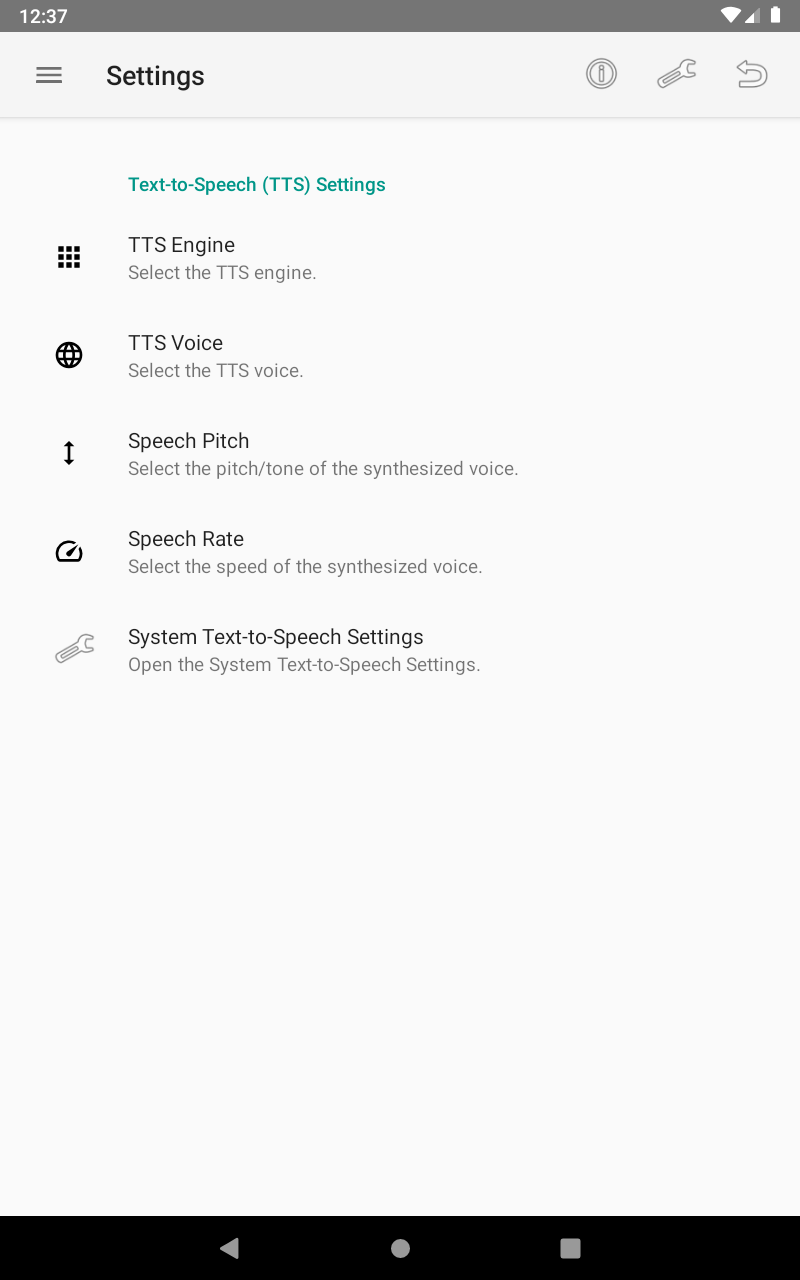 12:37
Settings
Text-to-Speech (TTS) Settings
TTS Engine
Select the TTS engine.
TTS Voice
Select the TTS voice.
Speech Pitch
Select the pitch/tone of the synthesized voice.
Speech Rate
Select the speed of the synthesized voice.
System Text-to-Speech Settings
Open the System Text-to-Speech Settings.